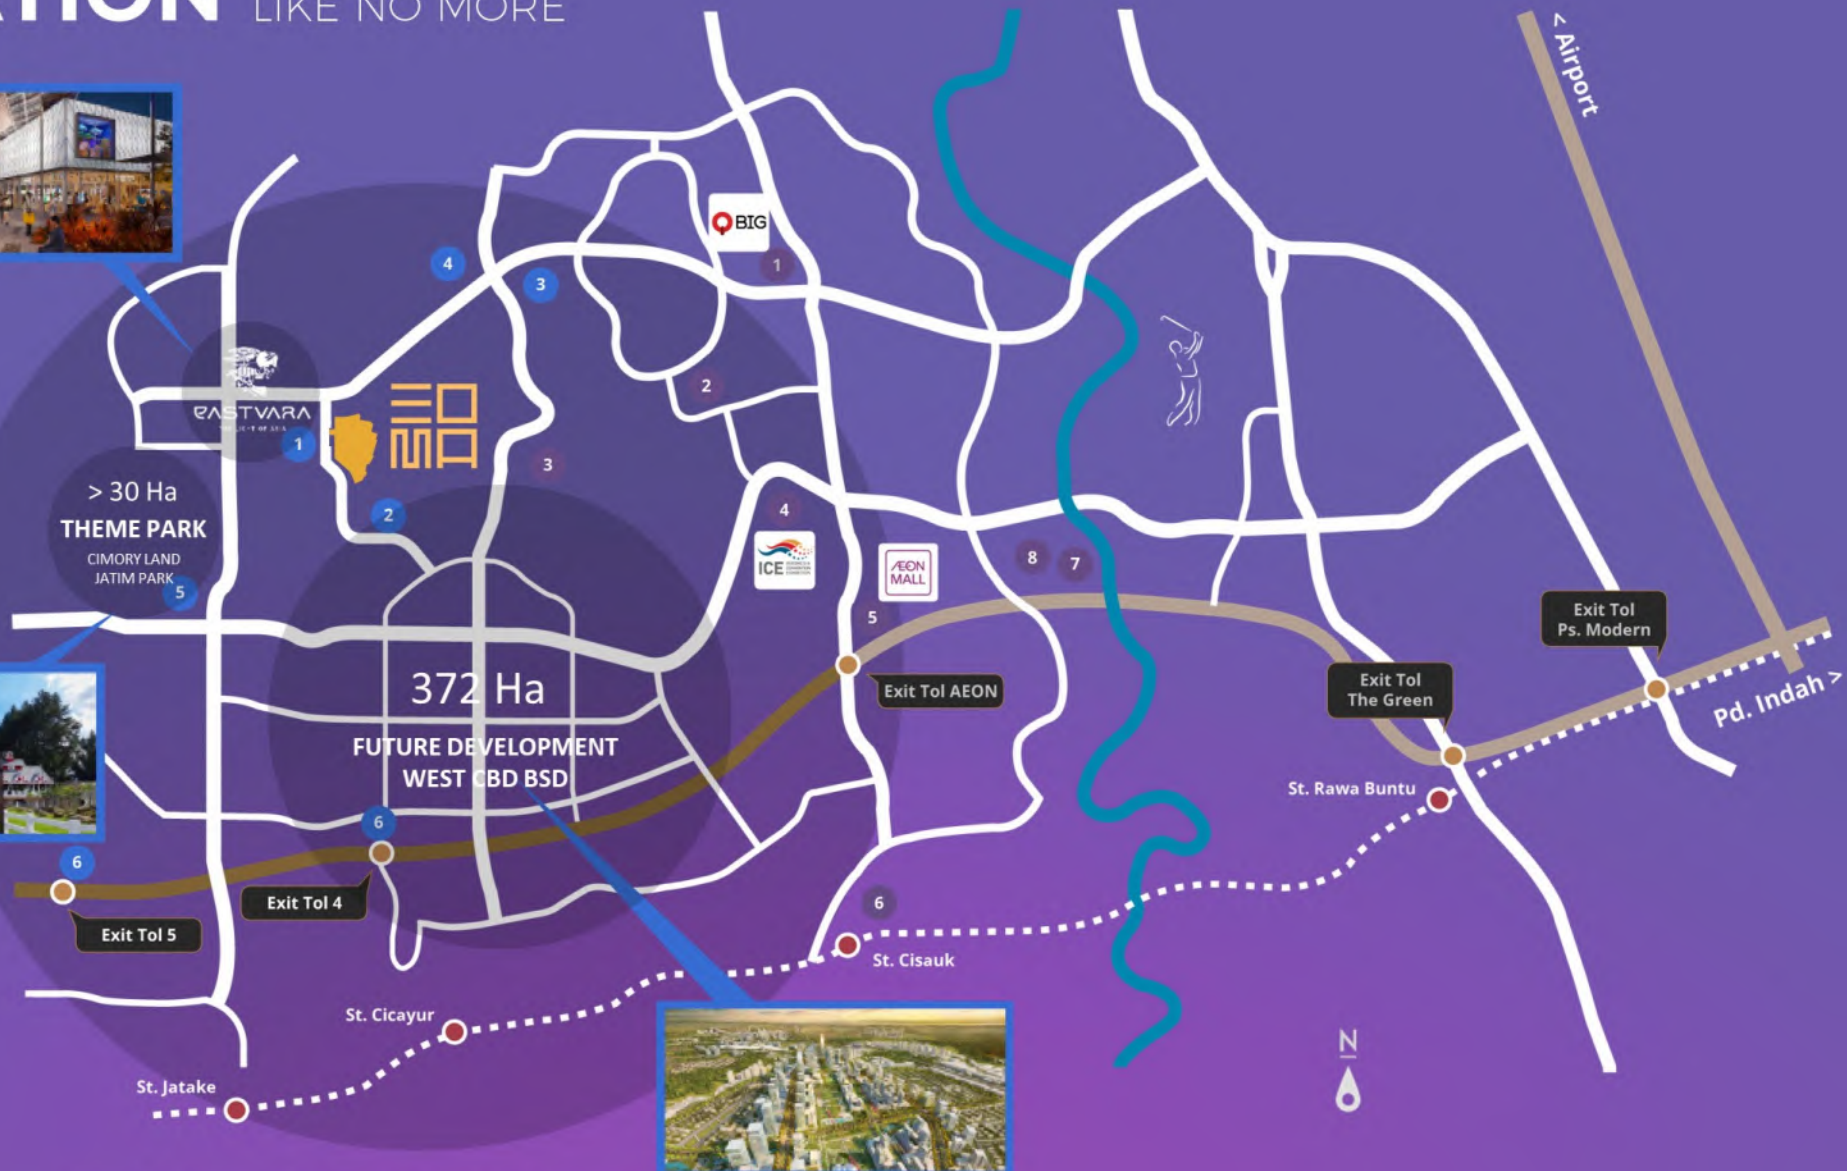 LIKE NO MORE
< Airport
QBIG
1
4
3
2
EASTVARA
1
3
> 30 Ha
THEME PARK
CIMORY LAND
JATIM PARK
5
2
4
ICE
AEON
MALL
8
7
5
Exit Tol
Ps. Modern
Exit Tol AEON
Exit Tol
The Green
Pd. Indah >
372 Ha
FUTURE DEVELOPMENT
WEST CBD BSD
St. Rawa Buntu
6
6
Exit Tol 4
Exit Tol 5
6
St. Cisauk
St. Cicayur
N
St. Jatake